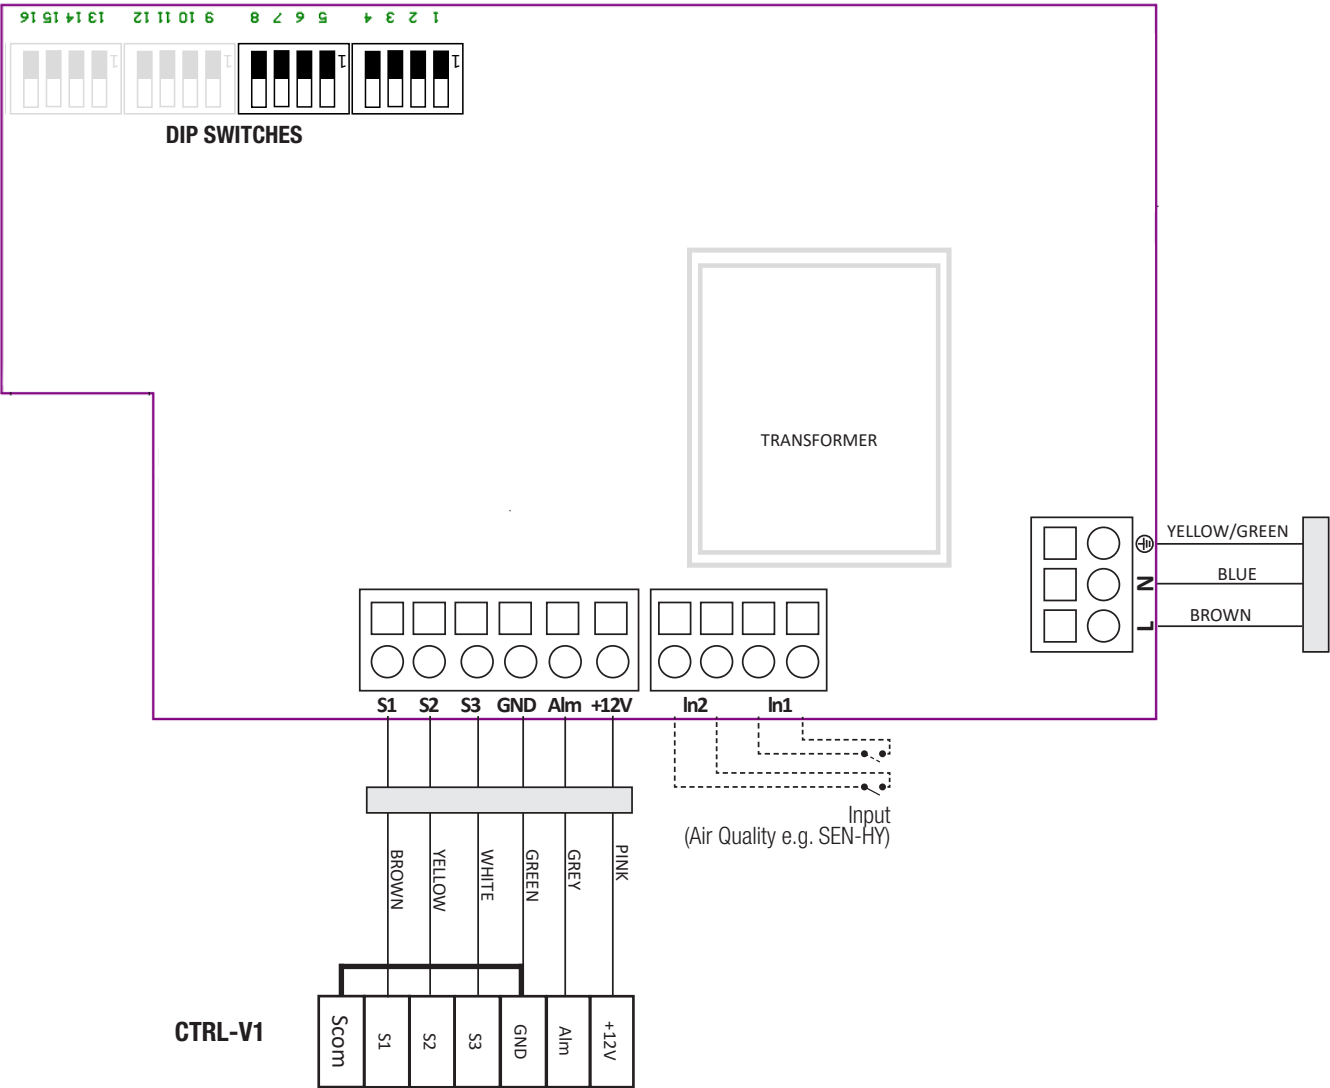 16 15 14 13 12 11 10 9 8 7 6 5 4 3 2 1
1 1 1 1
DIP SWITCHES
TRANSFORMER
YELLOW/GREEN
N BLUE
L BROWN
S1 S2 S3 GND Alm +12V In2 In1
Input
(Air Quality e.g. SEN-HY)
BROWN YELLOW WHITE GREEN GREY PINK
CTRL-V1 Scom S1 S2 S3 GND Alm +12V